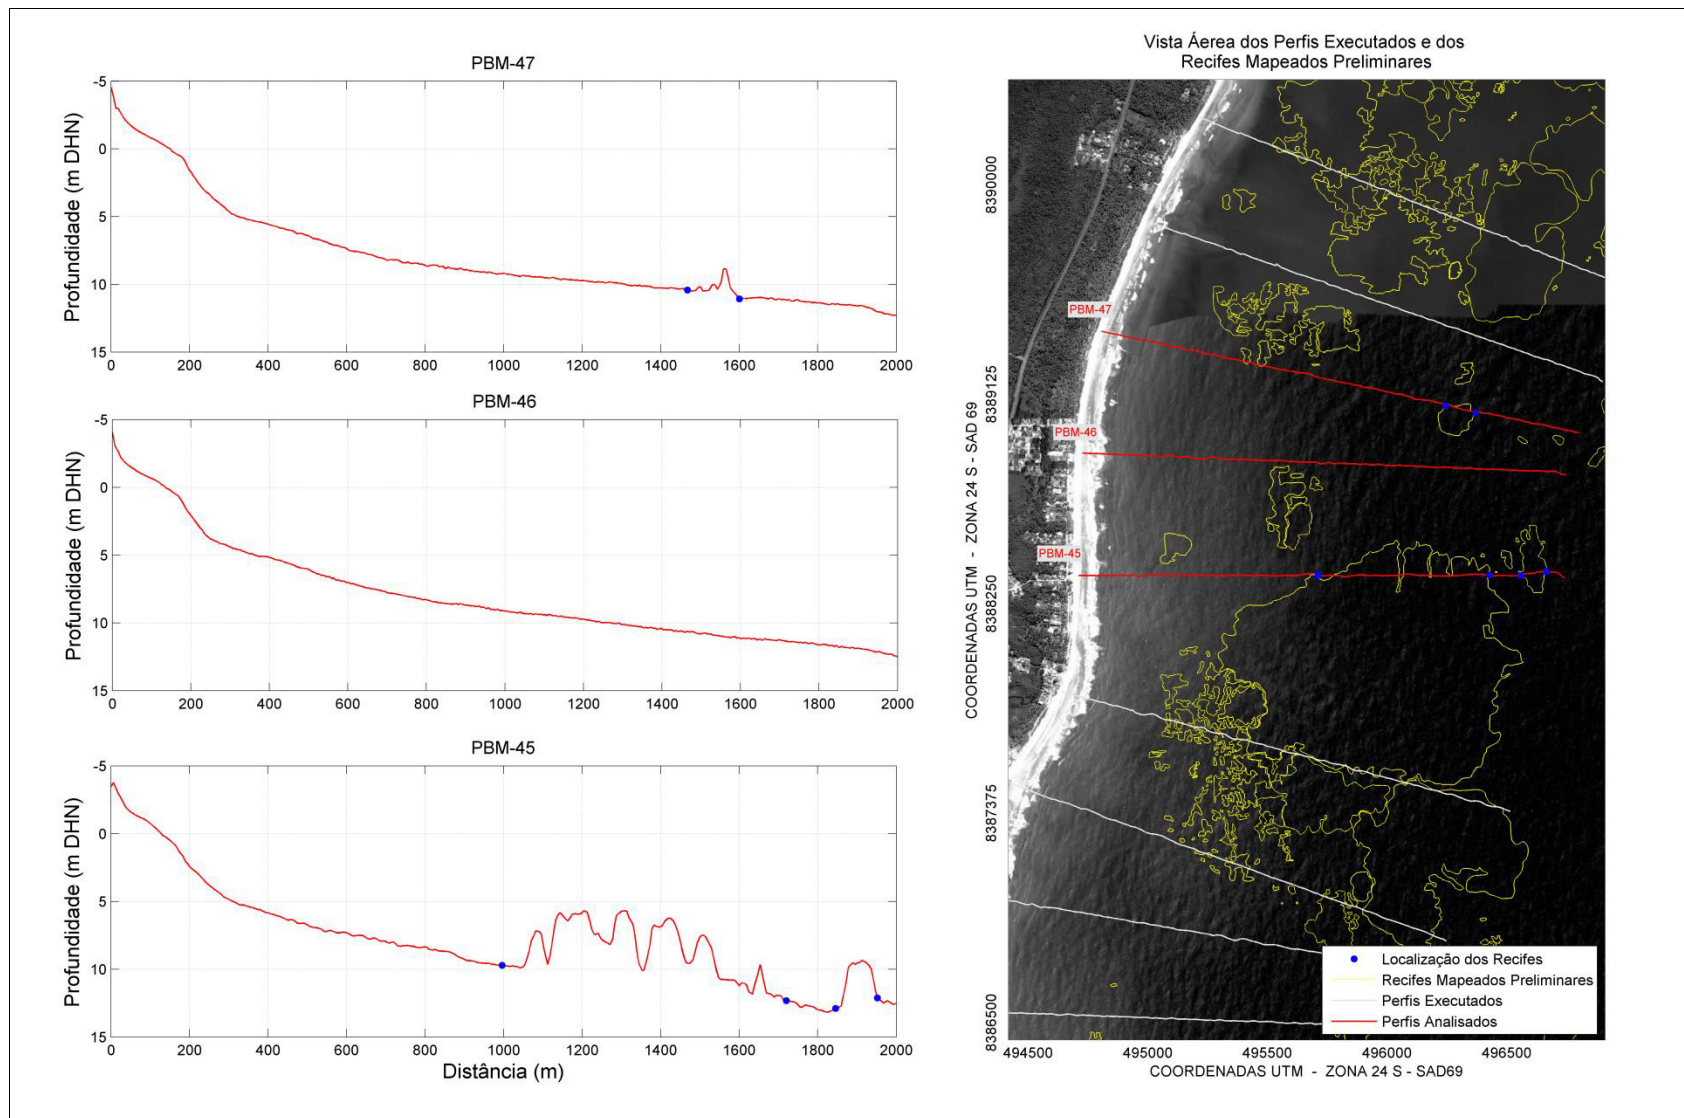 PBM-47
Profundidade (m DHN)
-5
0
5
10
15
0 200 400 600 800 1000 1200 1400 1600 1800 2000
PBM-46
Profundidade (m DHN)
-5
0
5
10
15
0 200 400 600 800 1000 1200 1400 1600 1800 2000
PBM-45
Profundidade (m DHN)
-5
0
5
10
15
0 200 400 600 800 1000 1200 1400 1600 1800 2000
Distância (m)
Vista Áerea dos Perfis Executados e dos
Recifes Mapeados Preliminares
COORDENADAS UTM - ZONA 24 S - SAD 69
8390000
8389125
8388250
8387375
8386500
PBM-47
PBM-46
PBM-45
Localização dos Recifes
Recifes Mapeados Preliminares
Perfis Executados
Perfis Analisados
494500 495000 495500 496000 496500
COORDENADAS UTM - ZONA 24 S - SAD69